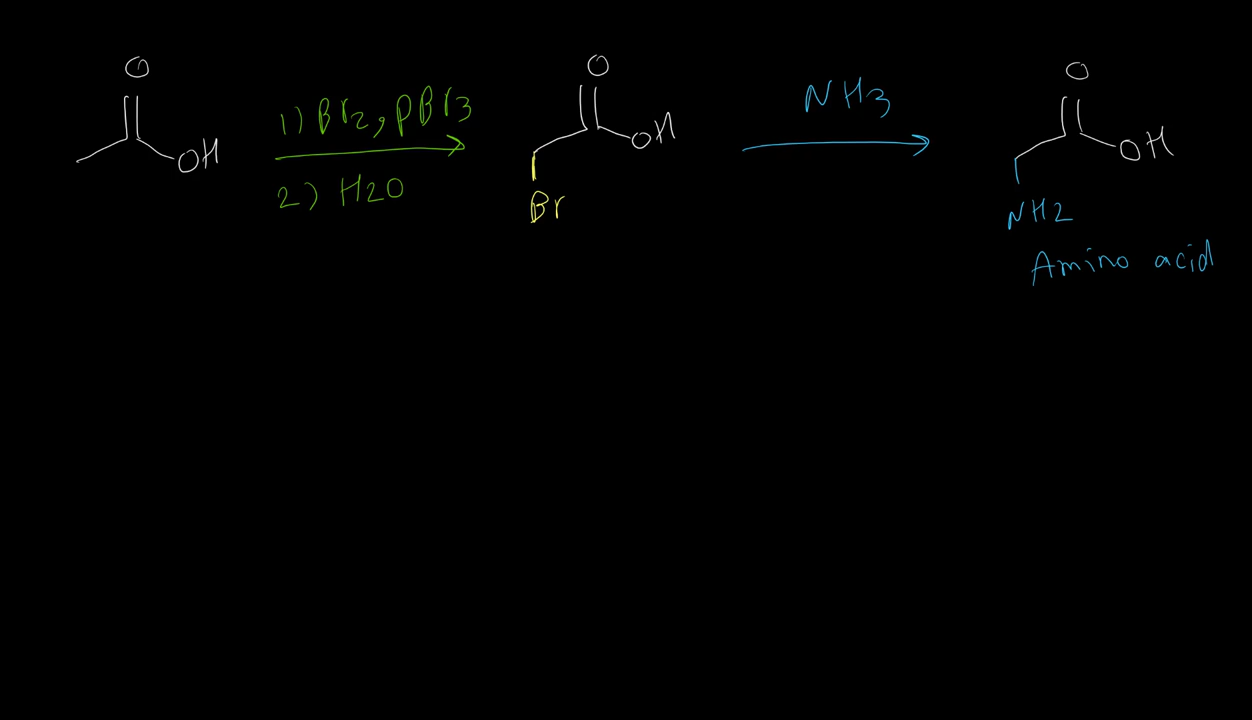 O
OH
1) Br2, PBr3
2) H2O
O
OH
Br
NH3
O
OH
NH2
Amino acid